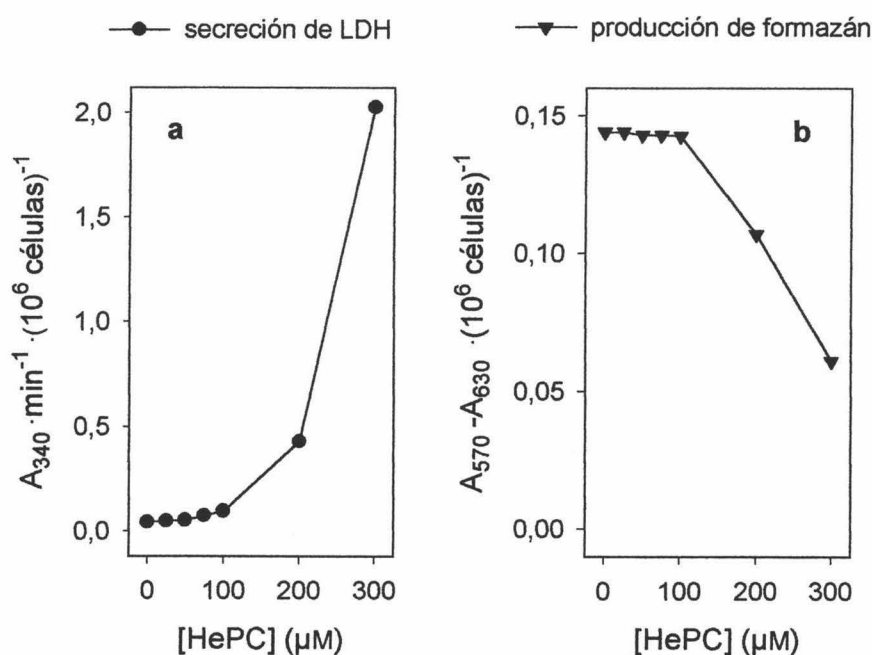 secreción de LDH
producción de formazán
a
2,0
1,5
1,0
0,5
0,0
A340·min-1·(106 células)-1
0 100 200 300
[HePC] (µM)
b
0,15
0,10
0,05
0,00
A570-A630·(106 células)-1
0 100 200 300
[HePC] (µM)